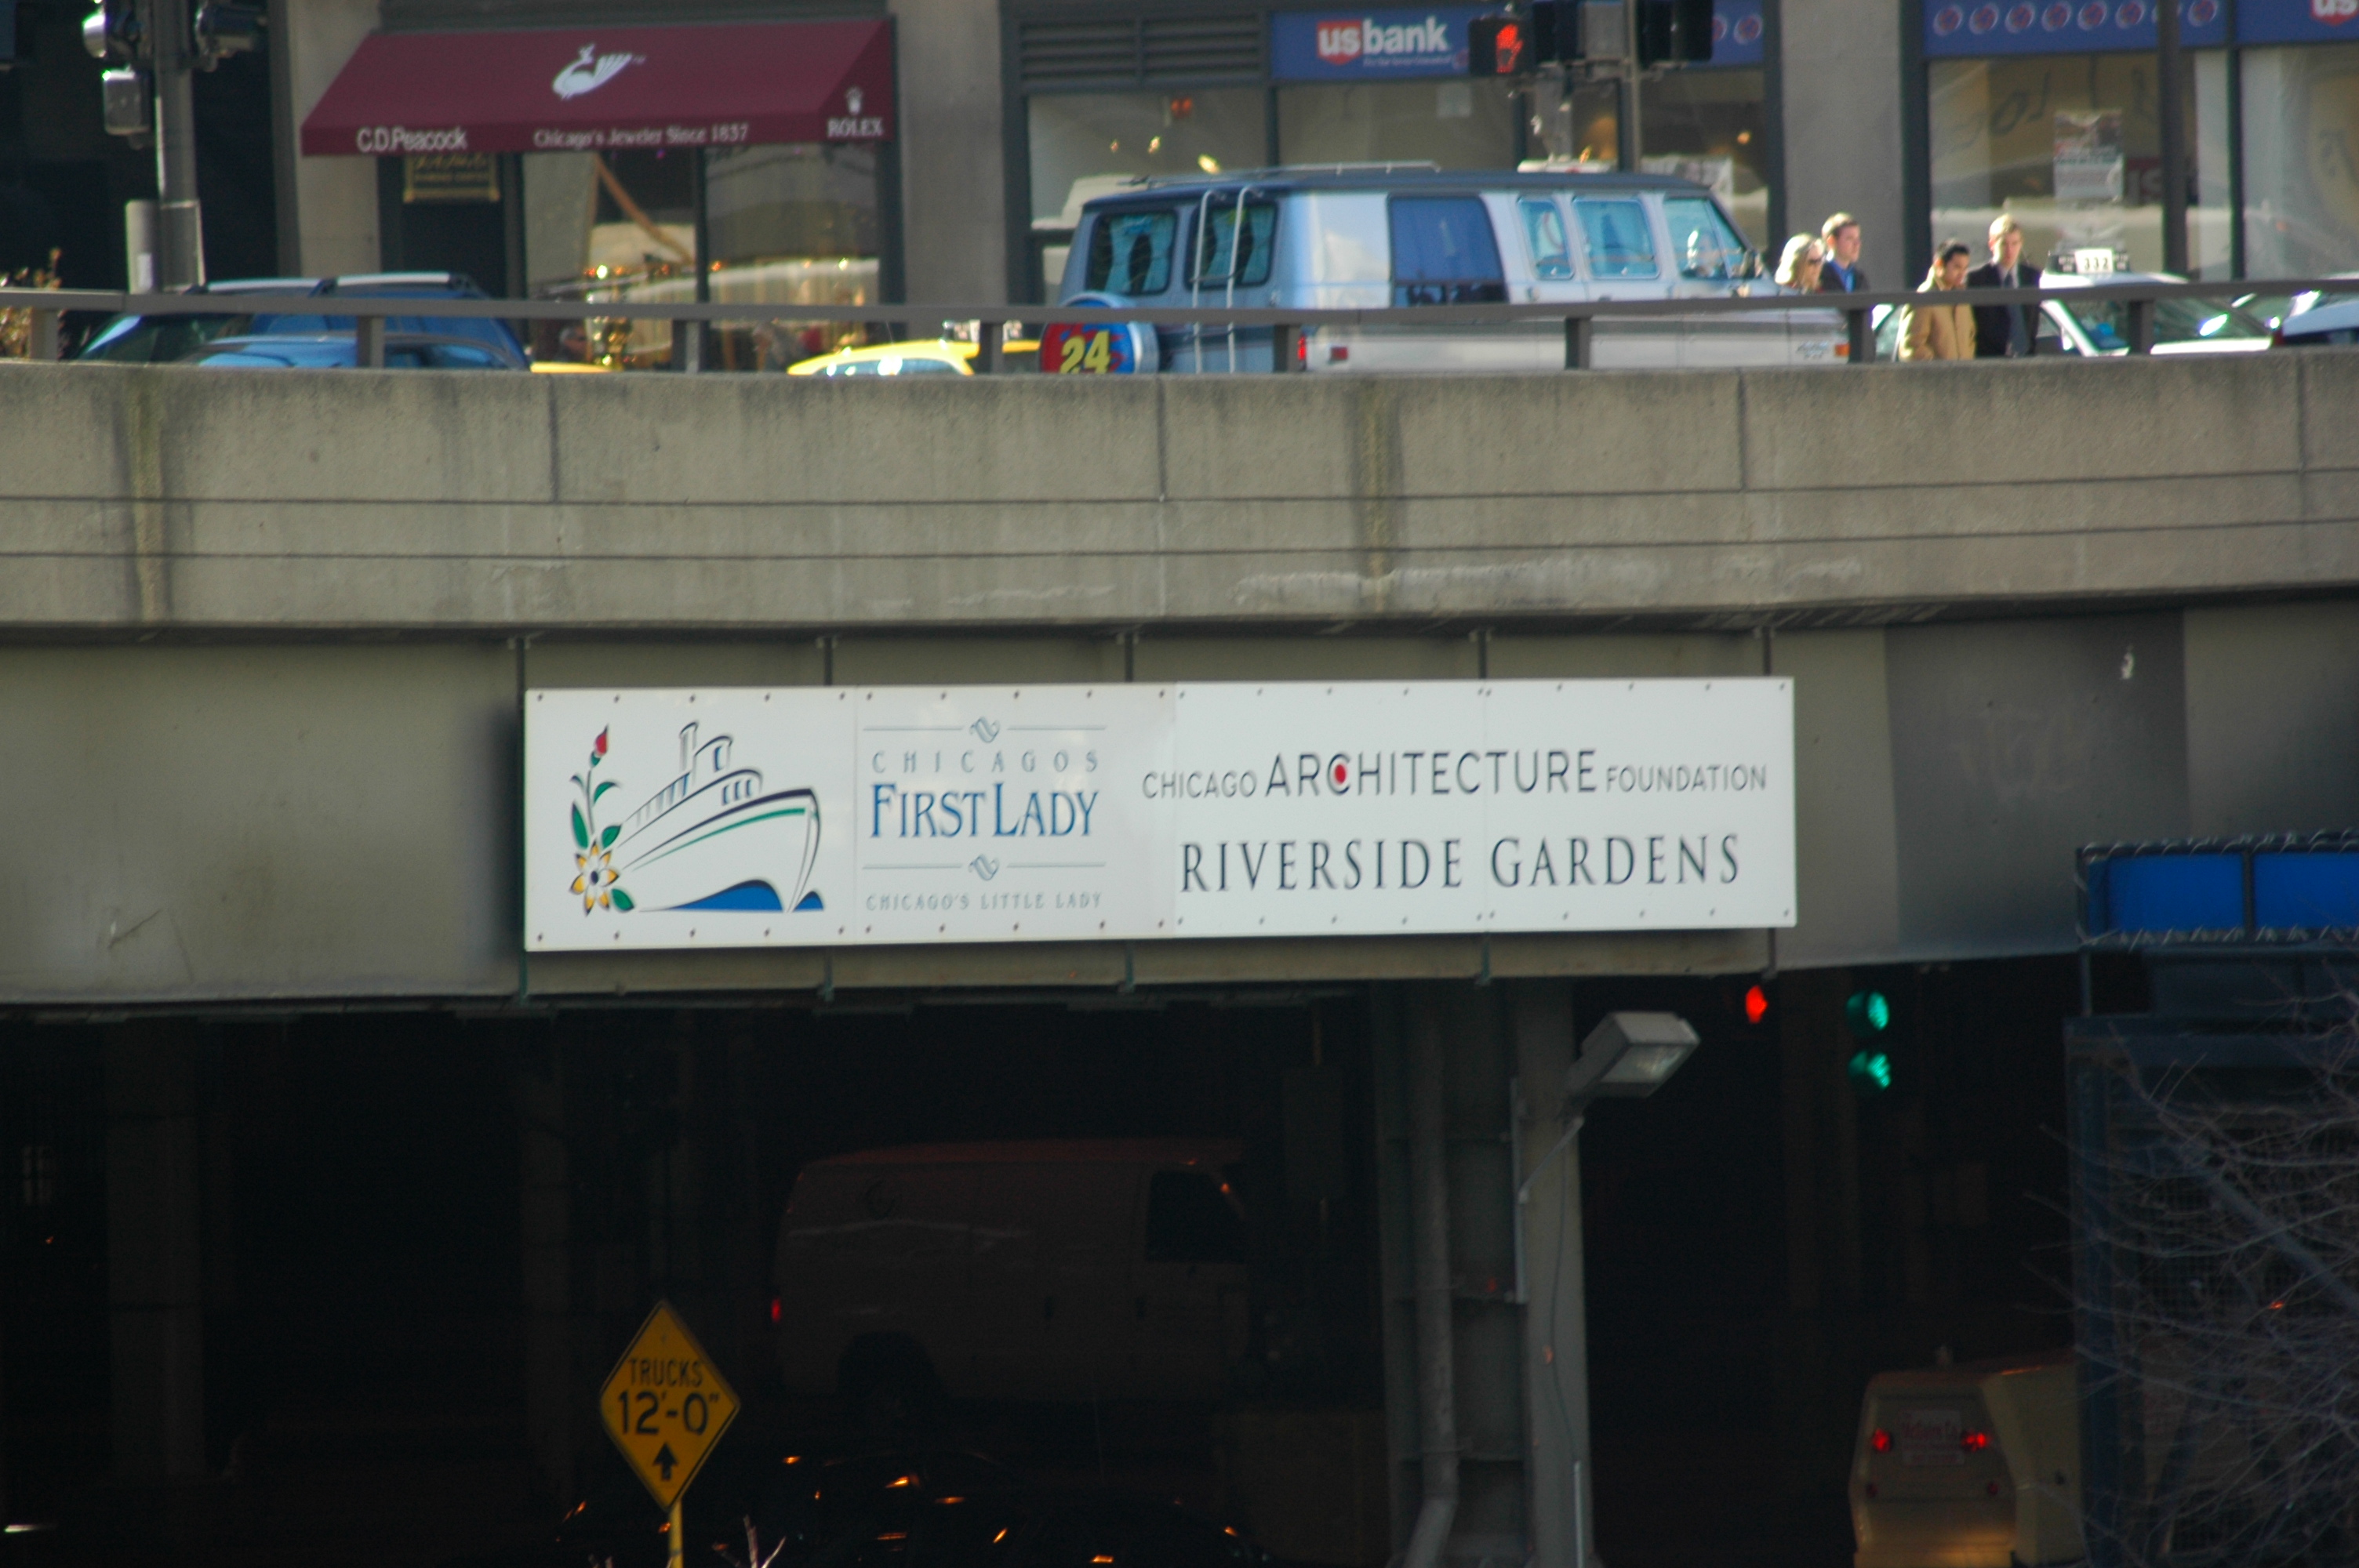 usbank
C.D.Peacock
Chicago's Jeweler Since 1837
ROLEX
332
24
CHICAGOS
FIRST LADY
CHICAGO'S LITTLE LADY
CHICAGO ARCHITECTURE FOUNDATION
RIVERSIDE GARDENS
TRUCKS
12'-0"